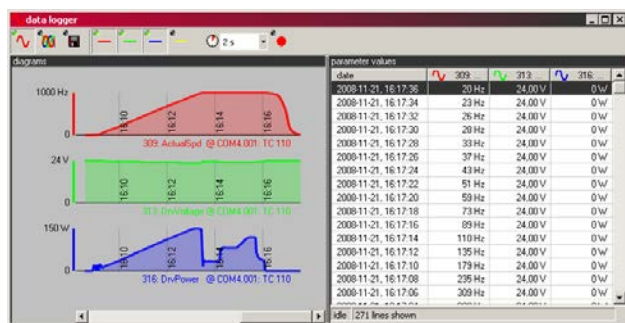 data logger
2 s
diagrams
1000 Hz
0
16:10
16:12
16:14
16:16
309: ActualSpd @ COM4.001: TC 110
24 V
0
16:10
16:12
16:14
16:16
313: DrvVoltage @ COM4.001: TC 110
150 W
0
16:10
16:12
16:14
16:16
316: DrvPower @ COM4.001: TC 110
parameter values
date 309: ... 313: ... 316: ...
2008-11-21, 16:17:36 20 Hz 24,00 V 0 W
2008-11-21, 16:17:34 23 Hz 24,00 V 0 W
2008-11-21, 16:17:32 26 Hz 24,00 V 0 W
2008-11-21, 16:17:30 28 Hz 24,00 V 0 W
2008-11-21, 16:17:28 33 Hz 24,00 V 0 W
2008-11-21, 16:17:26 37 Hz 24,00 V 0 W
2008-11-21, 16:17:24 43 Hz 24,00 V 0 W
2008-11-21, 16:17:22 51 Hz 24,00 V 0 W
2008-11-21, 16:17:20 59 Hz 24,00 V 0 W
2008-11-21, 16:17:18 73 Hz 24,00 V 0 W
2008-11-21, 16:17:16 89 Hz 24,00 V 0 W
2008-11-21, 16:17:14 110 Hz 24,00 V 0 W
2008-11-21, 16:17:12 135 Hz 24,00 V 0 W
2008-11-21, 16:17:10 179 Hz 24,00 V 0 W
2008-11-21, 16:17:08 235 Hz 24,00 V 0 W
2008-11-21, 16:17:06 309 Hz 24,00 V 0 W
idle 271 lines shown